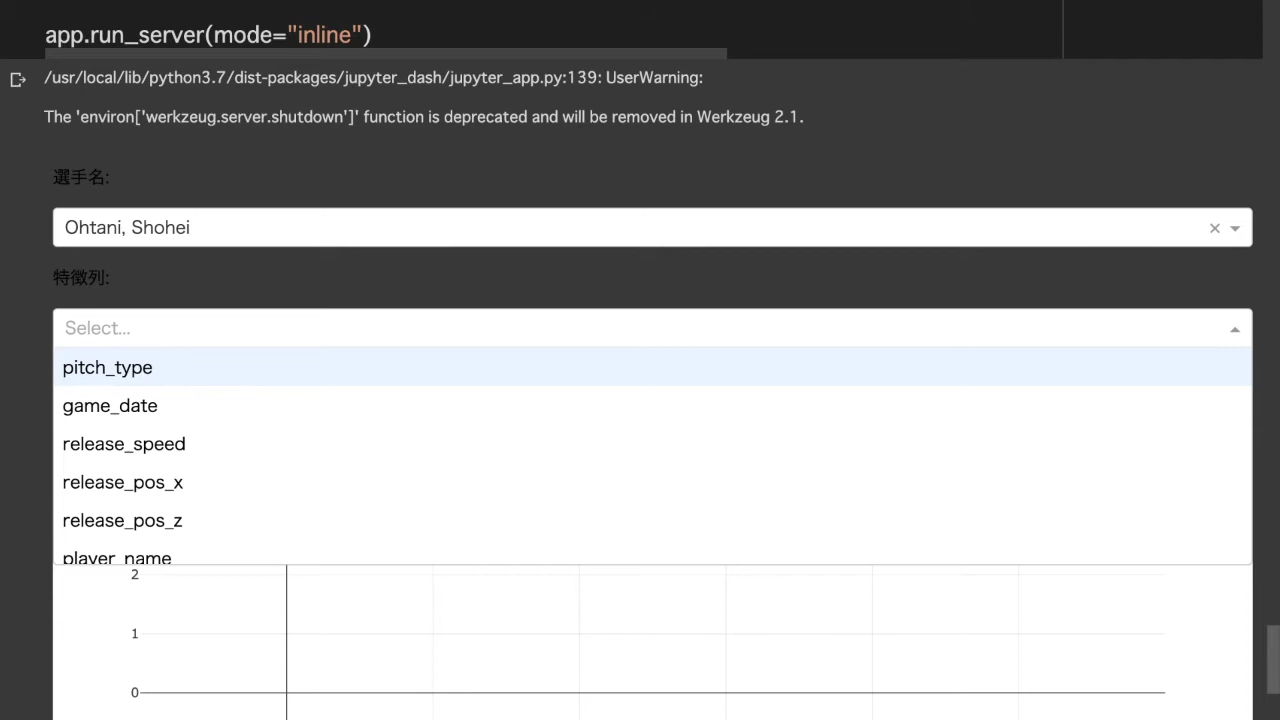 app.run_server(mode="inline")
/usr/local/lib/python3.7/dist-packages/jupyter_dash/jupyter_app.py:139: UserWarning:
The 'environ['werkzeug.server.shutdown']' function is deprecated and will be removed in Werkzeug 2.1.
選手名:
Ohtani, Shohei
特徴列:
Select...
pitch_type
game_date
release_speed
release_pos_x
release_pos_z
player_name
2
1
0